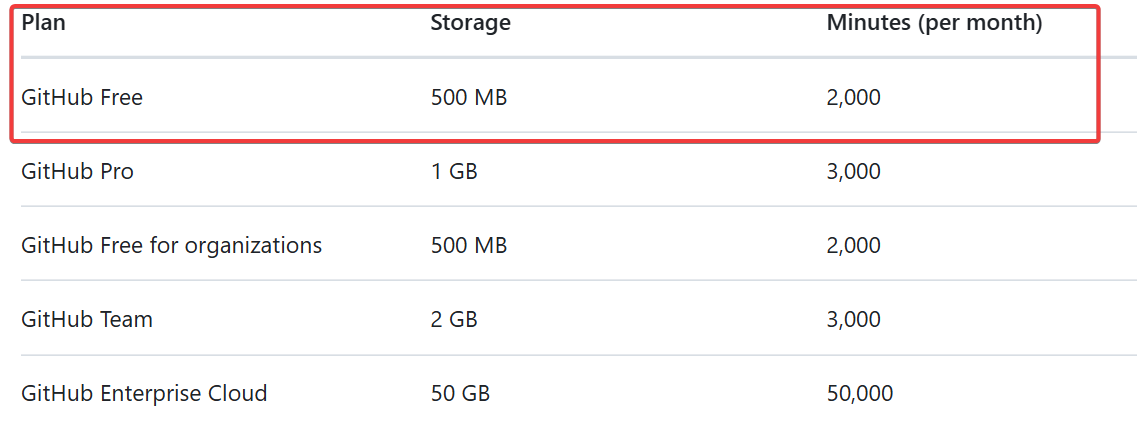 Plan Storage Minutes (per month)
GitHub Free 500 MB 2,000
GitHub Pro 1 GB 3,000
GitHub Free for organizations 500 MB 2,000
GitHub Team 2 GB 3,000
GitHub Enterprise Cloud 50 GB 50,000